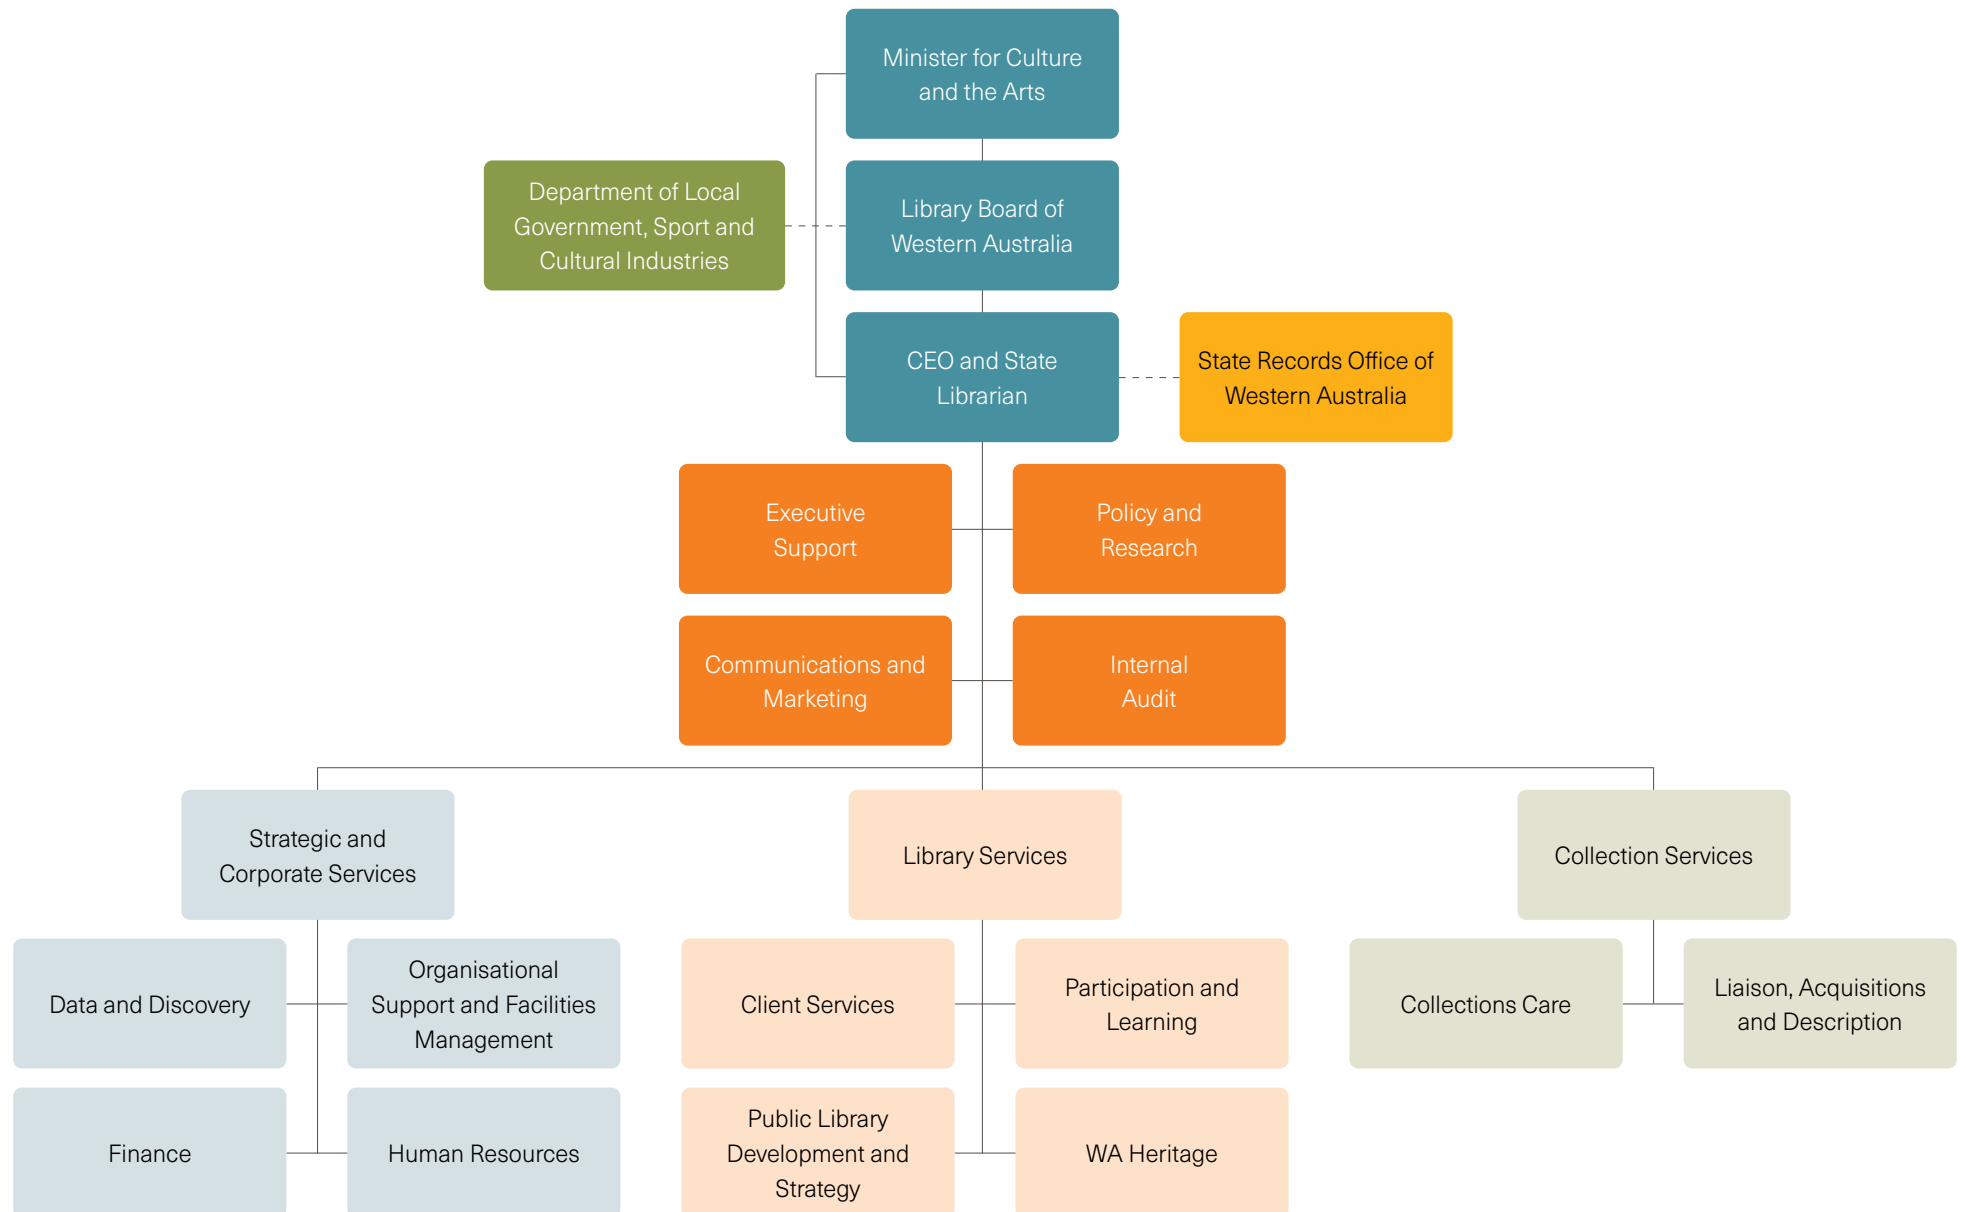 Minister for Culture
and the Arts
Department of Local
Government, Sport and
Cultural Industries
Library Board of
Western Australia
CEO and State
Librarian
State Records Office of
Western Australia
Executive
Support
Policy and
Research
Communications and
Marketing
Internal
Audit
Strategic and
Corporate Services
Library Services
Collection Services
Data and Discovery
Organisational
Support and Facilities
Management
Client Services
Participation and
Learning
Collections Care
Liaison, Acquisitions
and Description
Finance
Human Resources
Public Library
Development and
Strategy
WA Heritage